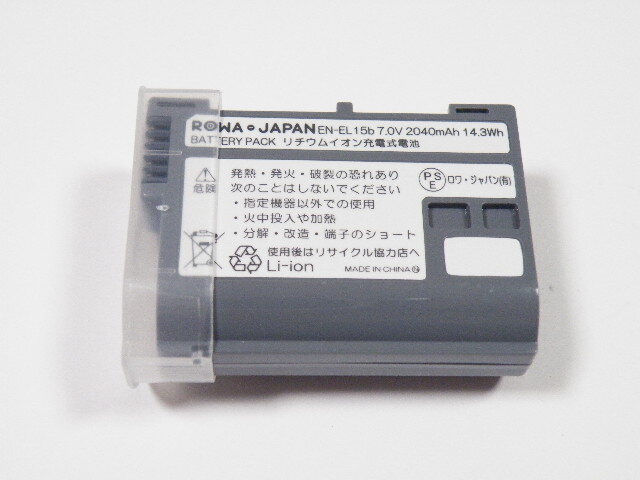 ROWA・JAPAN EN-EL15b 7.0V 2040mAh 14.3Wh
BATTERY PACK リチウムイオン充電式電池
危険
発熱・発火・破裂の恐れあり
次のことはしないでください
・指定機器以外での使用
・火中投入や加熱
・分解・改造・端子のショート
使用後はリサイクル協力店へ
Li-ion
MADE IN CHINA
PSE
ロワ・ジャパン(有)